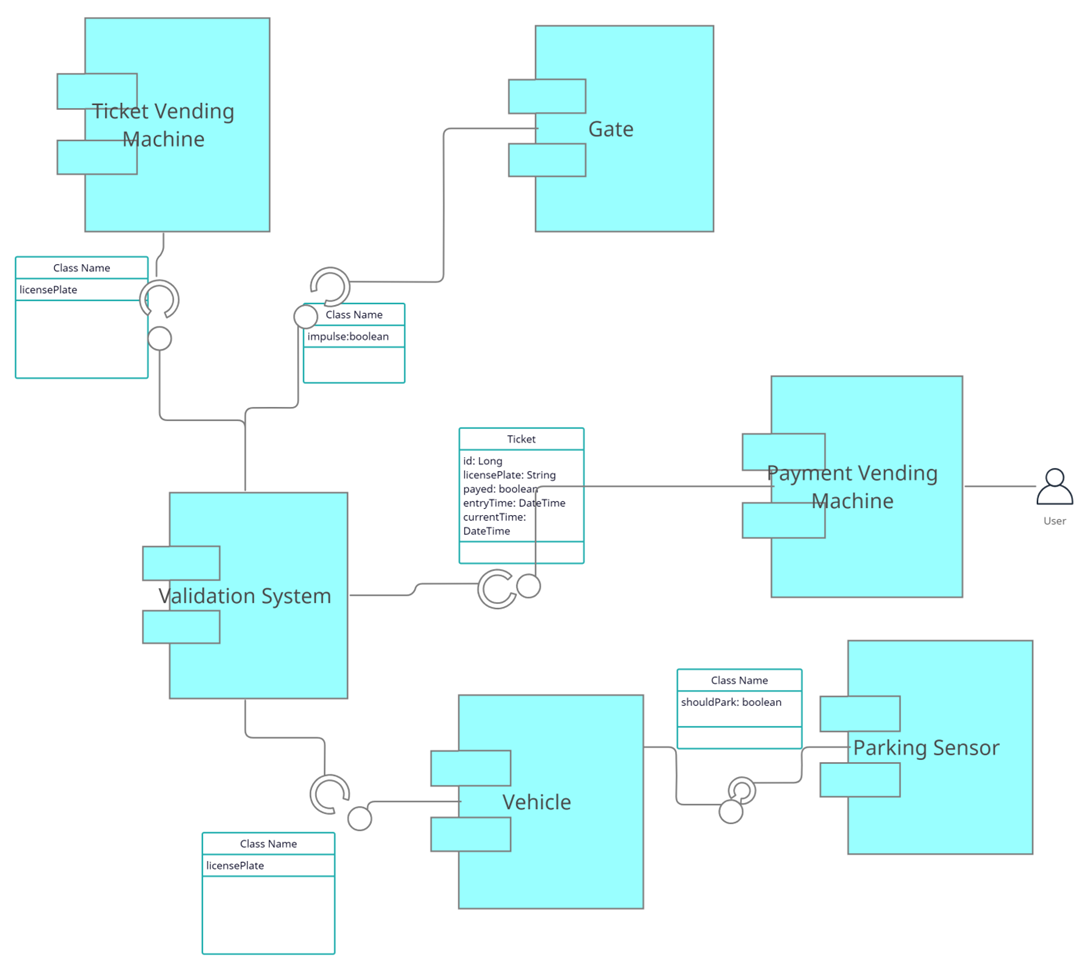 Ticket Vending
Machine
Gate
Class Name
licensePlate
Class Name
impulse:boolean
Ticket
id: Long
licensePlate: String
payed: boolean
entryTime: DateTime
currentTime:
DateTime
Payment Vending
Machine
User
Validation System
Class Name
shouldPark: boolean
Parking Sensor
Vehicle
Class Name
licensePlate